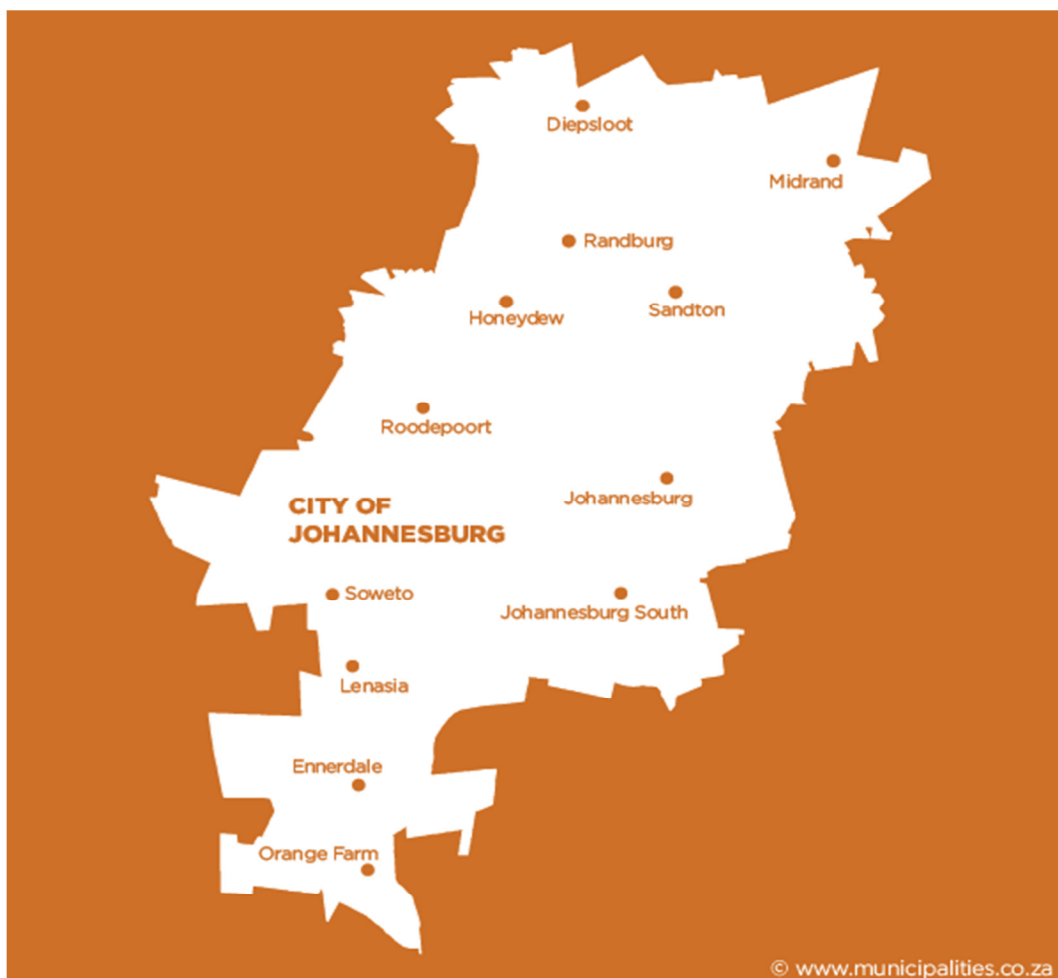 Diepsloot
Midrand
Randburg
Sandton
Honeydew
Roodepoort
Johannesburg
CITY OF
JOHANNESBURG
Soweto
Johannesburg South
Lenasia
Ennerdale
Orange Farm
© www.municipalities.co.za